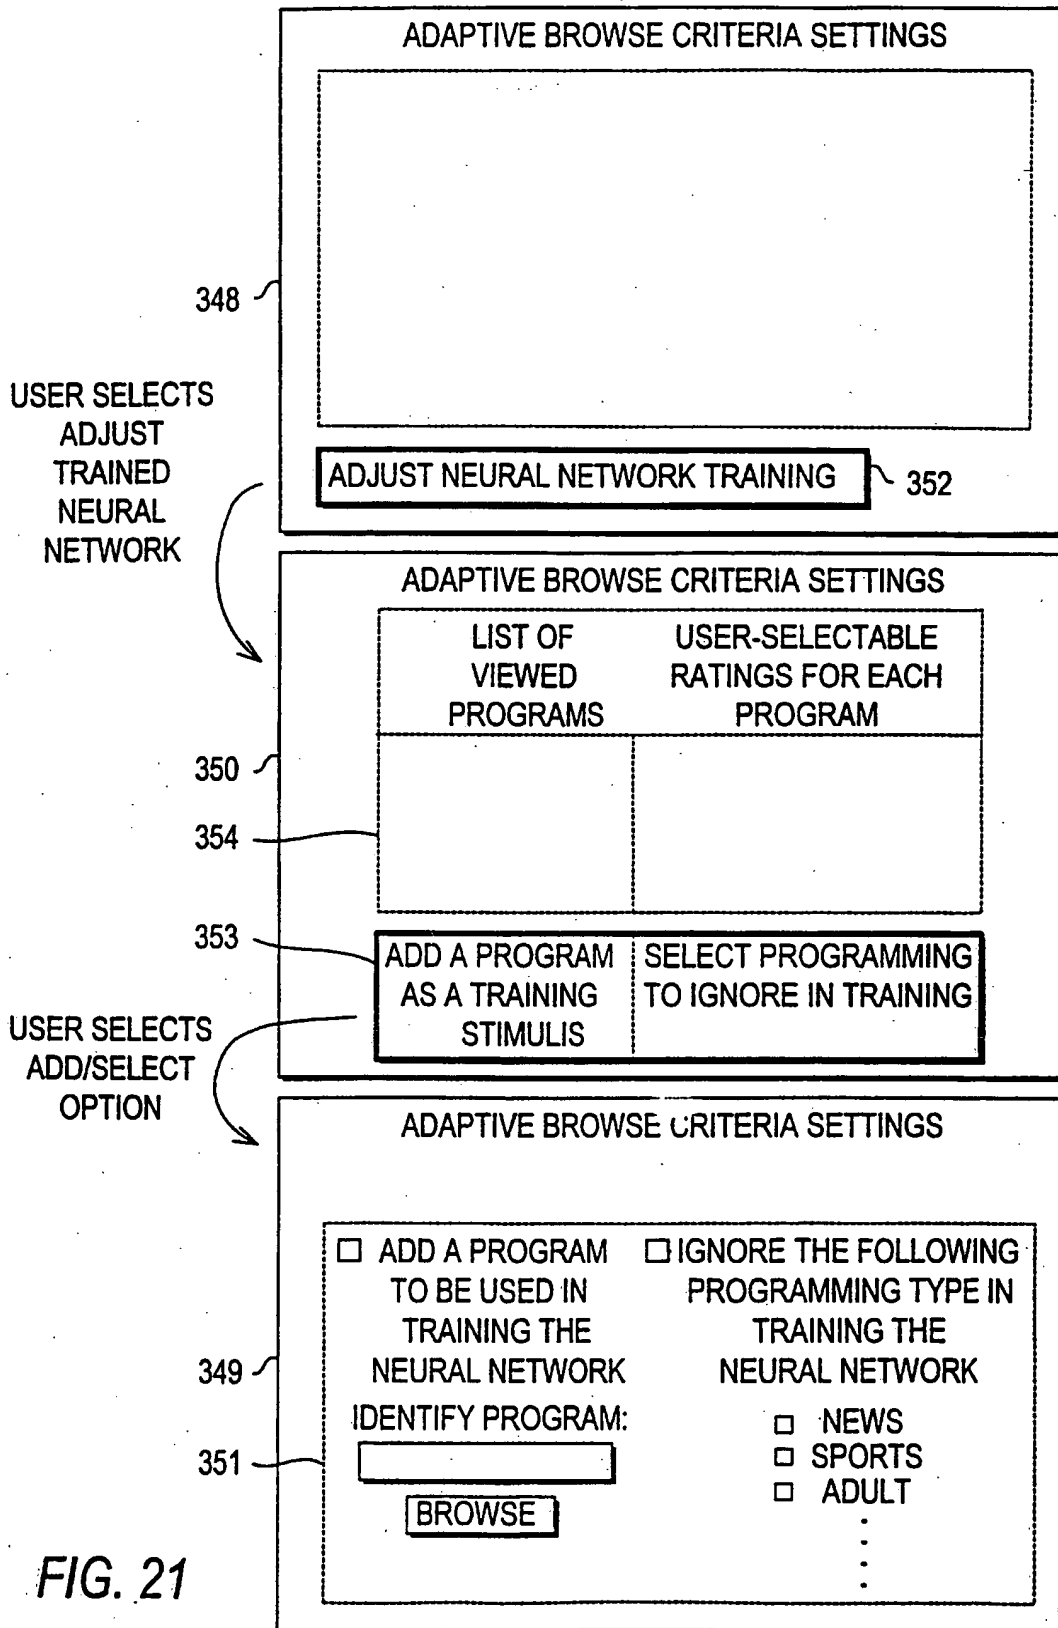 ADAPTIVE BROWSE CRITERIA SETTINGS
348
USER SELECTS
ADJUST
TRAINED
NEURAL
NETWORK
ADJUST NEURAL NETWORK TRAINING
352
ADAPTIVE BROWSE CRITERIA SETTINGS
LIST OF
VIEWED
PROGRAMS
USER-SELECTABLE
RATINGS FOR EACH
PROGRAM
350
354
353
ADD A PROGRAM
AS A TRAINING
STIMULIS
SELECT PROGRAMMING
TO IGNORE IN TRAINING
USER SELECTS
ADD/SELECT
OPTION
ADAPTIVE BROWSE CRITERIA SETTINGS
ADD A PROGRAM
TO BE USED IN
TRAINING THE
NEURAL NETWORK
IDENTIFY PROGRAM:
BROWSE
IGNORE THE FOLLOWING
PROGRAMMING TYPE IN
TRAINING THE
NEURAL NETWORK
NEWS
SPORTS
ADULT
349
351
FIG. 21